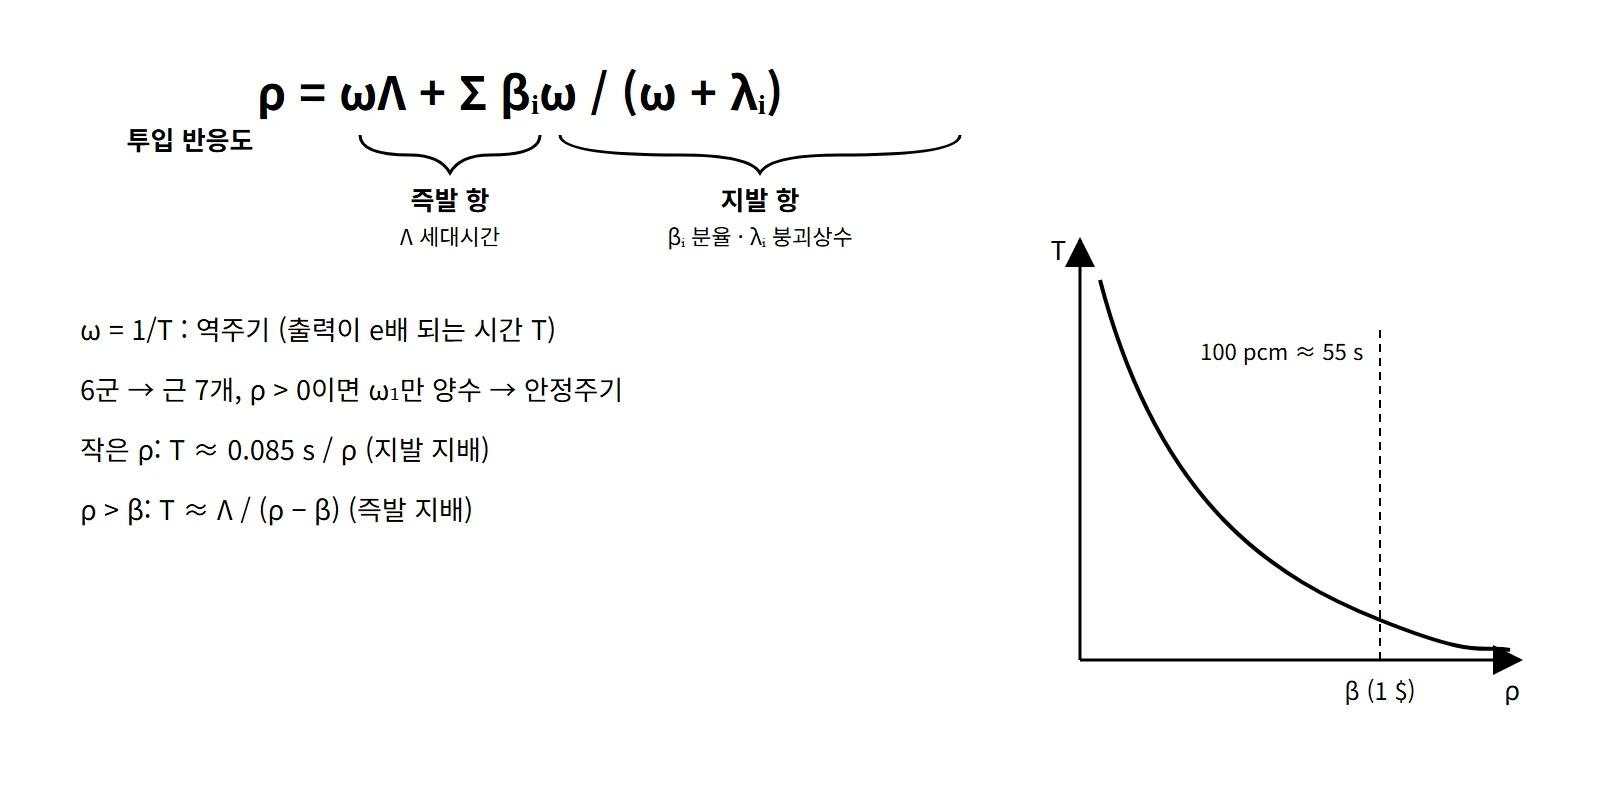 ρ = ωΛ + Σ βᵢω / (ω + λᵢ)
투입 반응도
즉발 항
지발 항
Λ 세대시간
βᵢ 분율 · λᵢ 붕괴상수
ω = 1/T : 역주기 (출력이 e배 되는 시간 T)
6군 → 근 7개, ρ > 0이면 ω₁만 양수 → 안정주기
작은 ρ: T ≈ 0.085 s / ρ (지발 지배)
ρ > β: T ≈ Λ / (ρ − β) (즉발 지배)
T
100 pcm ≈ 55 s
β (1 $)
ρ